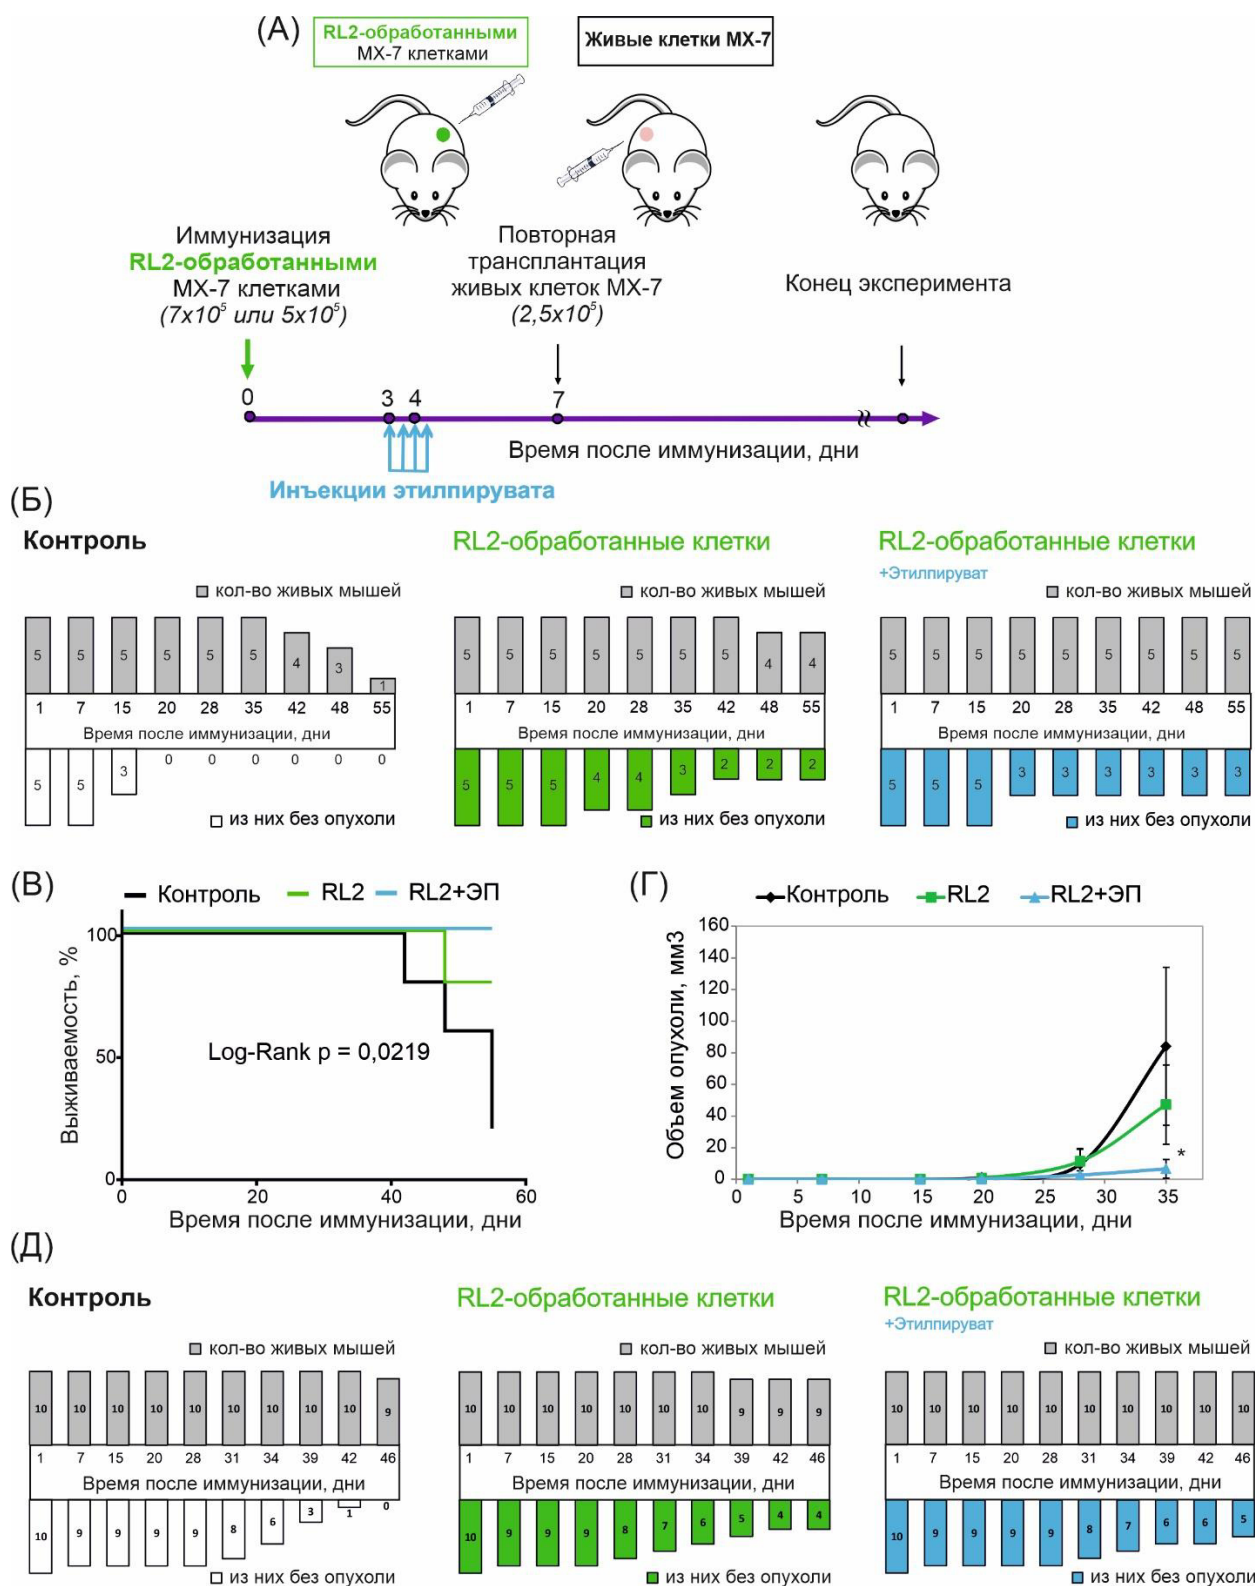 (А)
RL2-обработанными
МХ-7 клетками
Живые клетки МХ-7
Иммунизация
RL2-обработанными
МХ-7 клетками
(7x10⁵ или 5x10⁵)
Повторная
трансплантация
живых клеток МХ-7
(2,5x10⁵)
Конец эксперимента
0
3 4
7
Время после иммунизации, дни
Инъекции этилпирувата
(Б)
Контроль
кол-во живых мышей
5 5 5 5 5 5 4 3 1
1 7 15 20 28 35 42 48 55
Время после иммунизации, дни
5 5 3 0 0 0 0 0 0
из них без опухоли
RL2-обработанные клетки
кол-во живых мышей
5 5 5 5 5 5 5 4 4
1 7 15 20 28 35 42 48 55
Время после иммунизации, дни
5 5 5 4 4 3 2 2 2
из них без опухоли
RL2-обработанные клетки
+Этилпируват
кол-во живых мышей
5 5 5 5 5 5 5 5 5
1 7 15 20 28 35 42 48 55
Время после иммунизации, дни
5 5 5 3 3 3 3 3 3
из них без опухоли
(В)
Контроль RL2 RL2+ЭП
Выживаемость, %
100
50
0
Log-Rank p = 0,0219
0 20 40 60
Время после иммунизации, дни
(Г)
Контроль RL2 RL2+ЭП
Объем опухоли, мм3
160
140
120
100
80
60
40
20
0
*
0 5 10 15 20 25 30 35
Время после иммунизации, дни
(Д)
Контроль
кол-во живых мышей
10 10 10 10 10 10 10 10 10 9
1 7 15 20 28 31 34 39 42 46
Время после иммунизации, дни
10 9 9 9 9 8 6 3 1 0
из них без опухоли
RL2-обработанные клетки
кол-во живых мышей
10 10 10 10 10 10 10 9 9 9
1 7 15 20 28 31 34 39 42 46
Время после иммунизации, дни
10 9 9 9 8 7 6 5 4 4
из них без опухоли
RL2-обработанные клетки
+Этилпируват
кол-во живых мышей
10 10 10 10 10 10 10 10 10 10
1 7 15 20 28 31 34 39 42 46
Время после иммунизации, дни
10 9 9 9 9 8 7 6 6 5
из них без опухоли